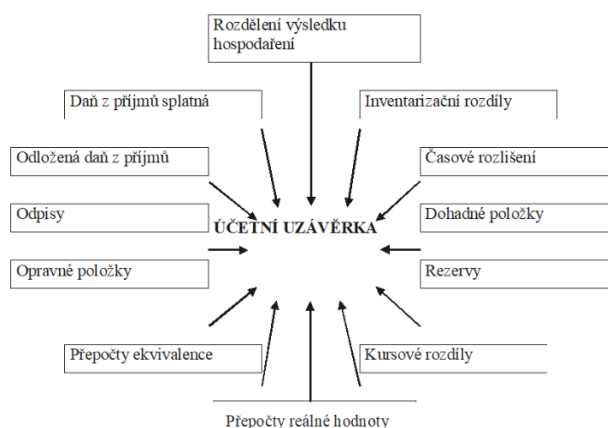 Rozdělení výsledku
hospodaření
Daň z příjmů splatná
Inventarizační rozdíly
Odložená daň z příjmů
Časové rozlišení
Odpisy
ÚČETNÍ UZÁVĚRKA
Dohadné položky
Opravné položky
Rezervy
Přepočty ekvivalence
Kursové rozdíly
Přepočty reálné hodnoty